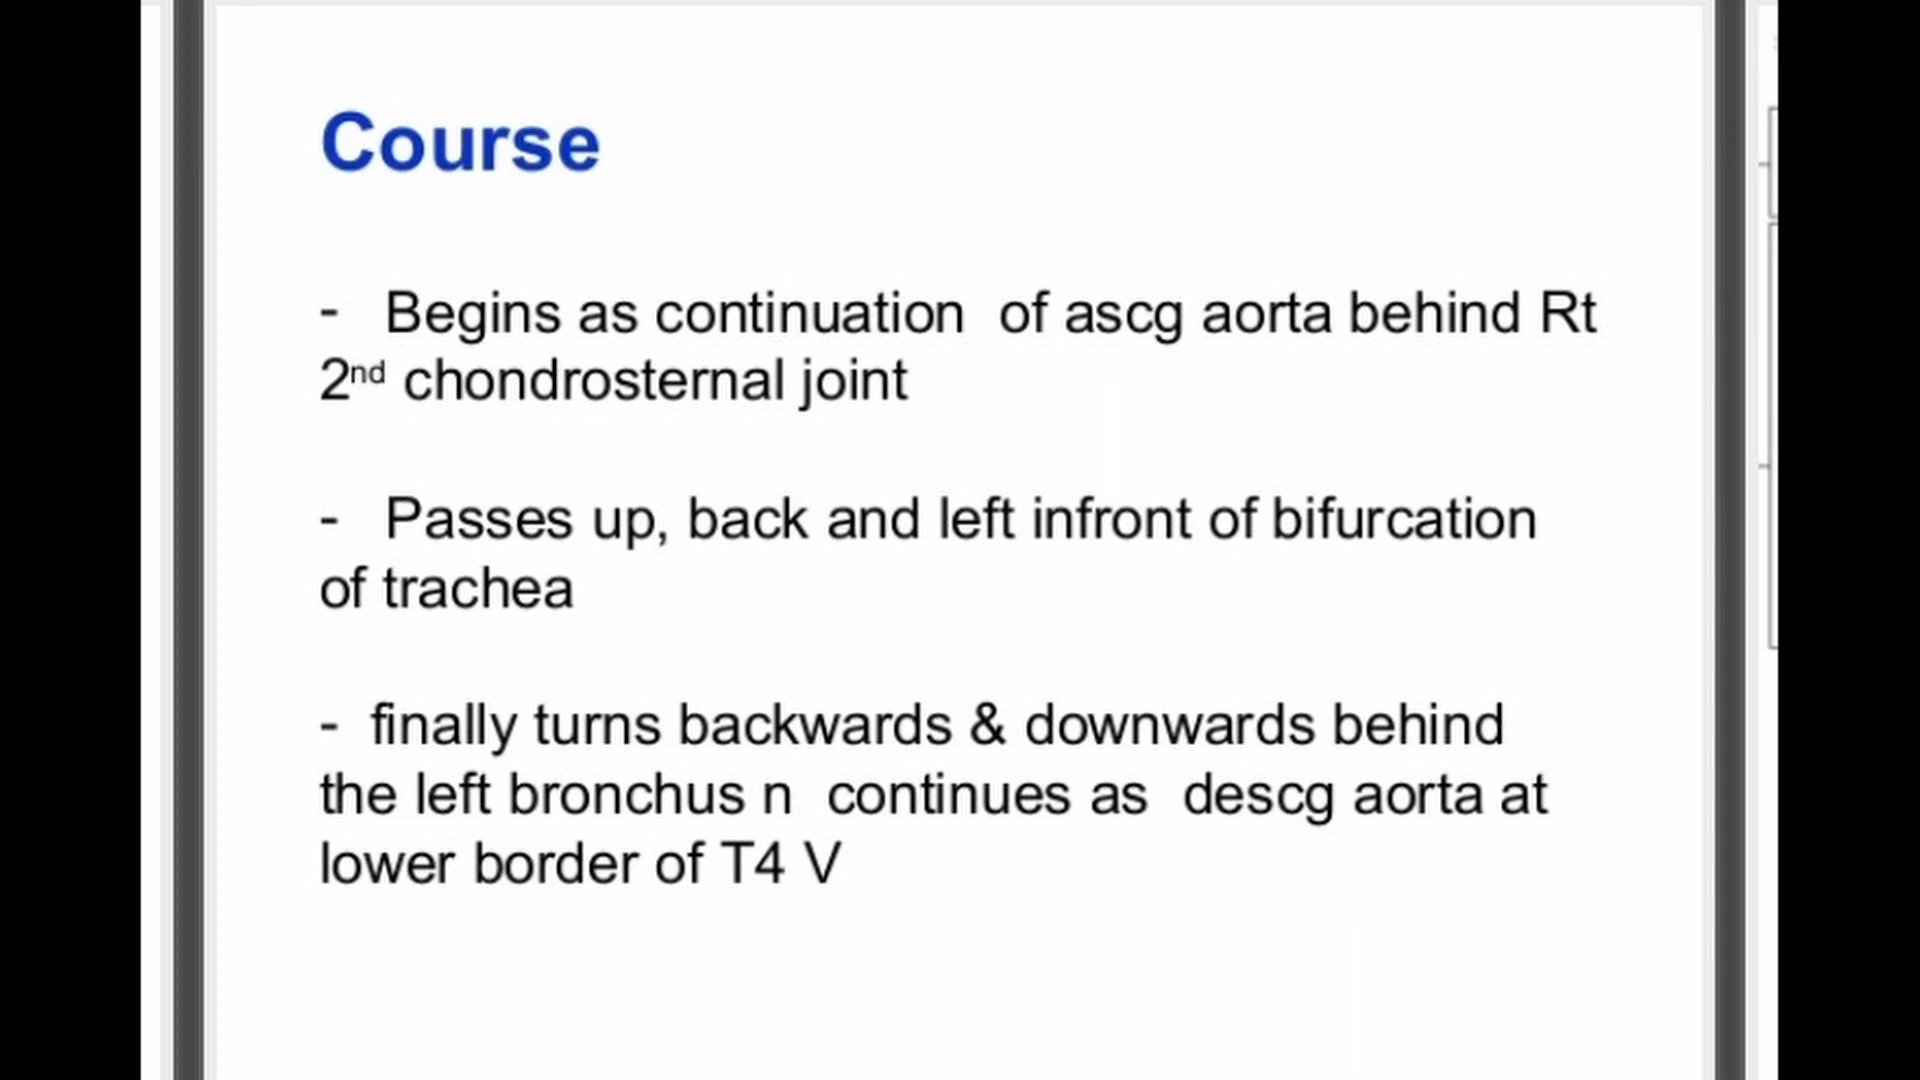 Course
- Begins as continuation of ascg aorta behind Rt
2nd chondrosternal joint
- Passes up, back and left infront of bifurcation
of trachea
- finally turns backwards & downwards behind
the left bronchus n continues as descg aorta at
lower border of T4 V